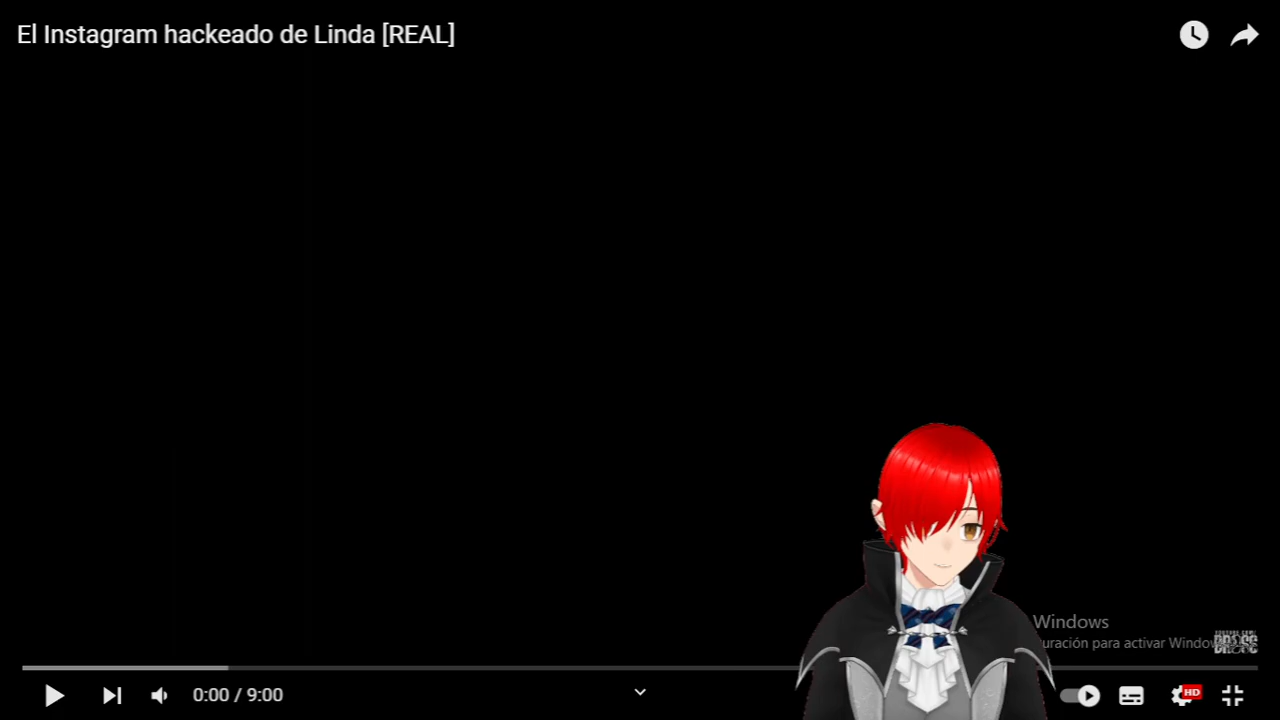 El Instagram hackeado de Linda [REAL]
Windows
uración para activar Window
0:00 / 9:00
HD